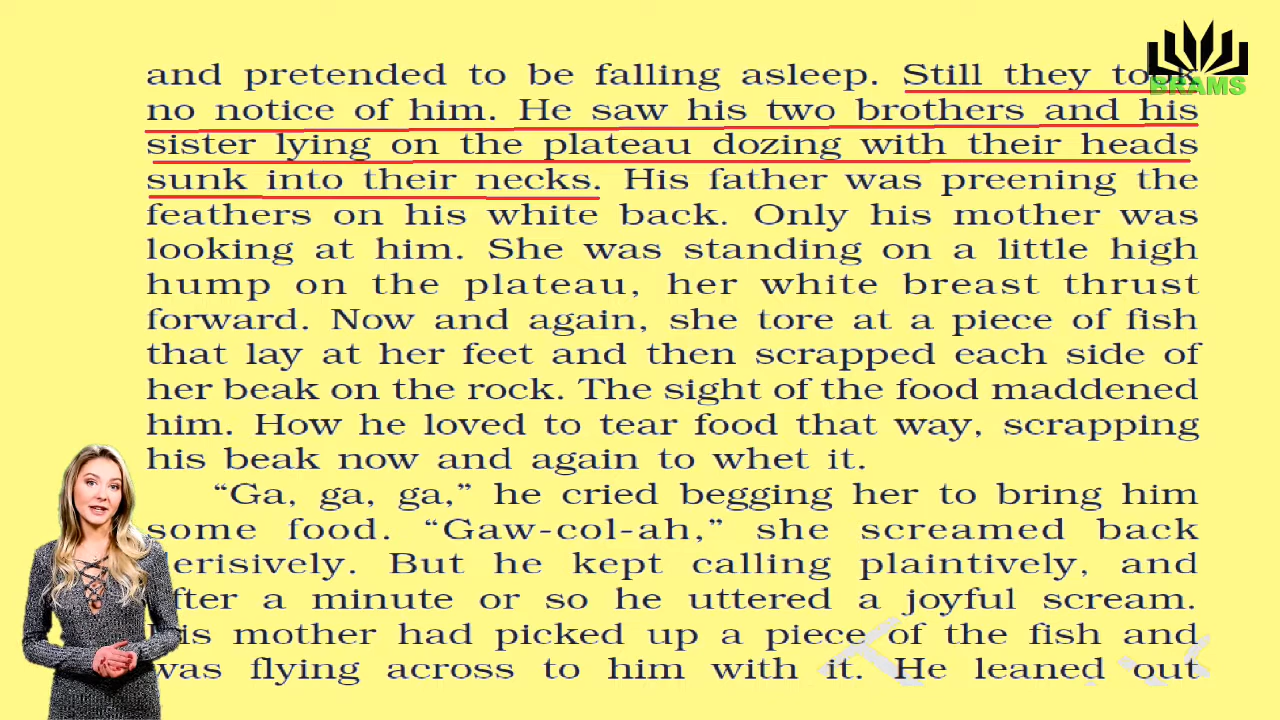 and pretended to be falling asleep. Still they took
no notice of him. He saw his two brothers and his
sister lying on the plateau dozing with their heads
sunk into their necks. His father was preening the
feathers on his white back. Only his mother was
looking at him. She was standing on a little high
hump on the plateau, her white breast thrust
forward. Now and again, she tore at a piece of fish
that lay at her feet and then scrapped each side of
her beak on the rock. The sight of the food maddened
him. How he loved to tear food that way, scrapping
his beak now and again to whet it.
“Ga, ga, ga,” he cried begging her to bring him
some food. “Gaw-col-ah,” she screamed back
derisively. But he kept calling plaintively, and
after a minute or so he uttered a joyful scream.
His mother had picked up a piece of the fish and
was flying across to him with it. He leaned out
BRAMS